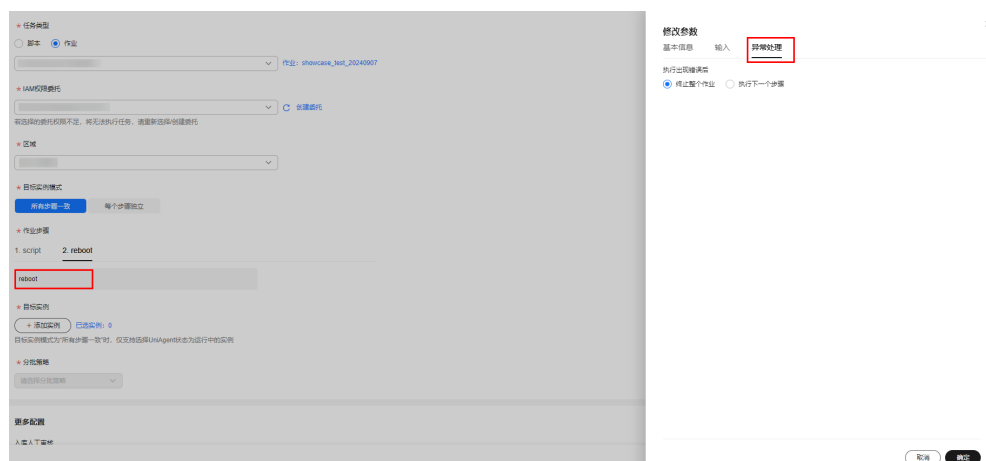 * 任务类型
脚本 作业
作业：showcase_test_20240907
* IAM权限委托
创建委托
若选择的委托权限不足，将无法执行任务，请重新选择/创建委托
* 区域
* 目标实例模式
所有步骤一致 每个步骤独立
* 作业步骤
1. script 2. reboot
reboot
* 目标实例
+ 添加实例 已选实例：0
目标实例模式为“所有步骤一致”时，仅支持选择UniAgent状态为运行中的实例
* 分批策略
请选择分批策略
更多配置
人工审核
修改参数
基本信息 输入 异常处理
执行出现错误后
终止整个作业 执行下一个步骤
取消 确定